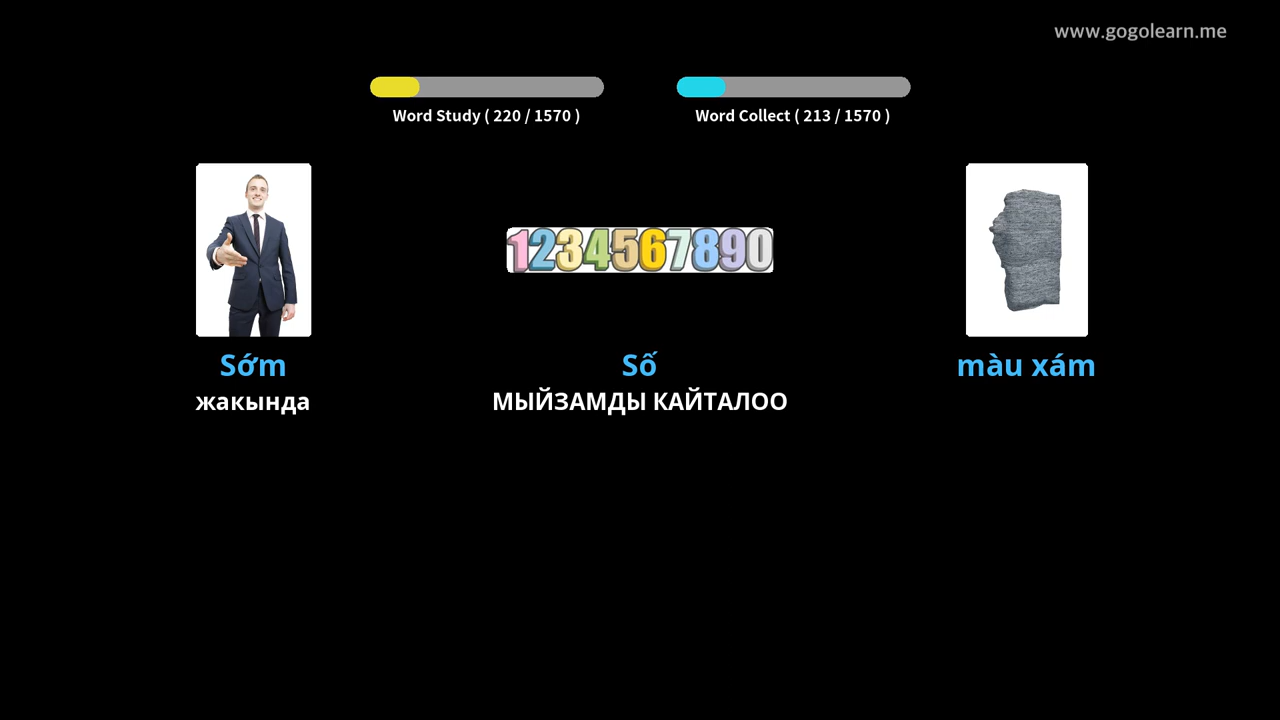 www.gogolearn.me
Word Study ( 220 / 1570 )
Word Collect ( 213 / 1570 )
1234567890
Sớm
Số
màu xám
жакында
МЫЙЗАМДЫ КАЙТАЛОО